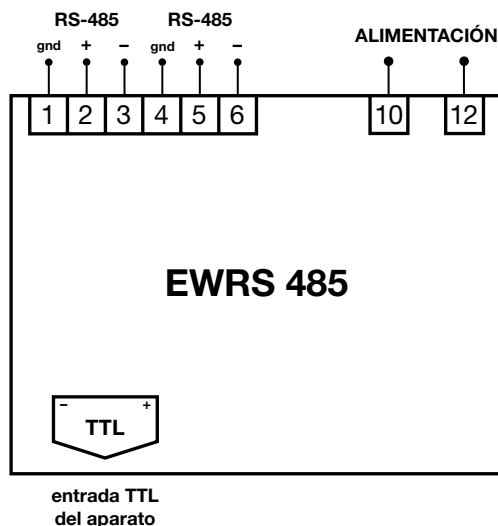 RS-485 RS-485
gnd + – gnd + –
ALIMENTACIÓN
1 2 3 4 5 6 10 12
EWRS 485
– +
TTL
entrada TTL
del aparato